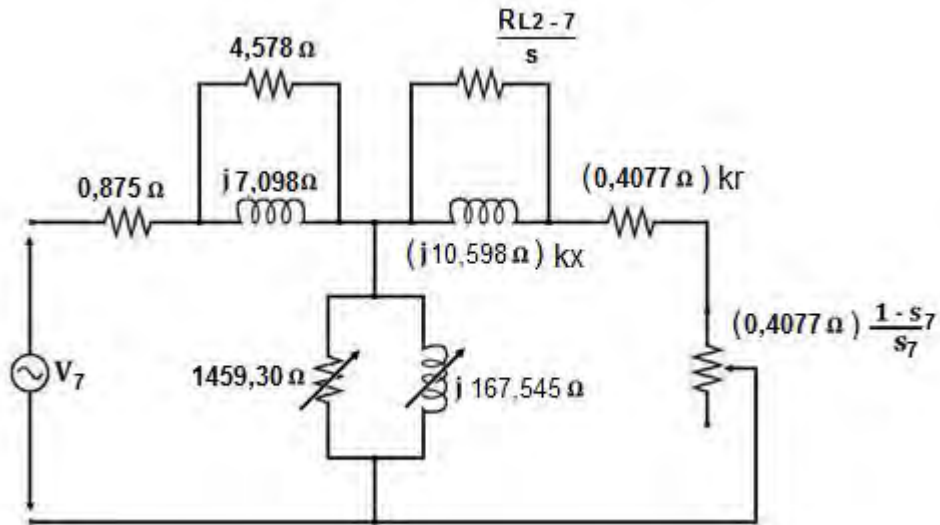 4,578 Ω
RL2 - 7
s
0,875 Ω
j 7,098Ω
(0,4077 Ω) kr
(j10,598 Ω) kx
(0,4077 Ω) 1 - s7
s7
V7
1459,30 Ω
j 167,545 Ω